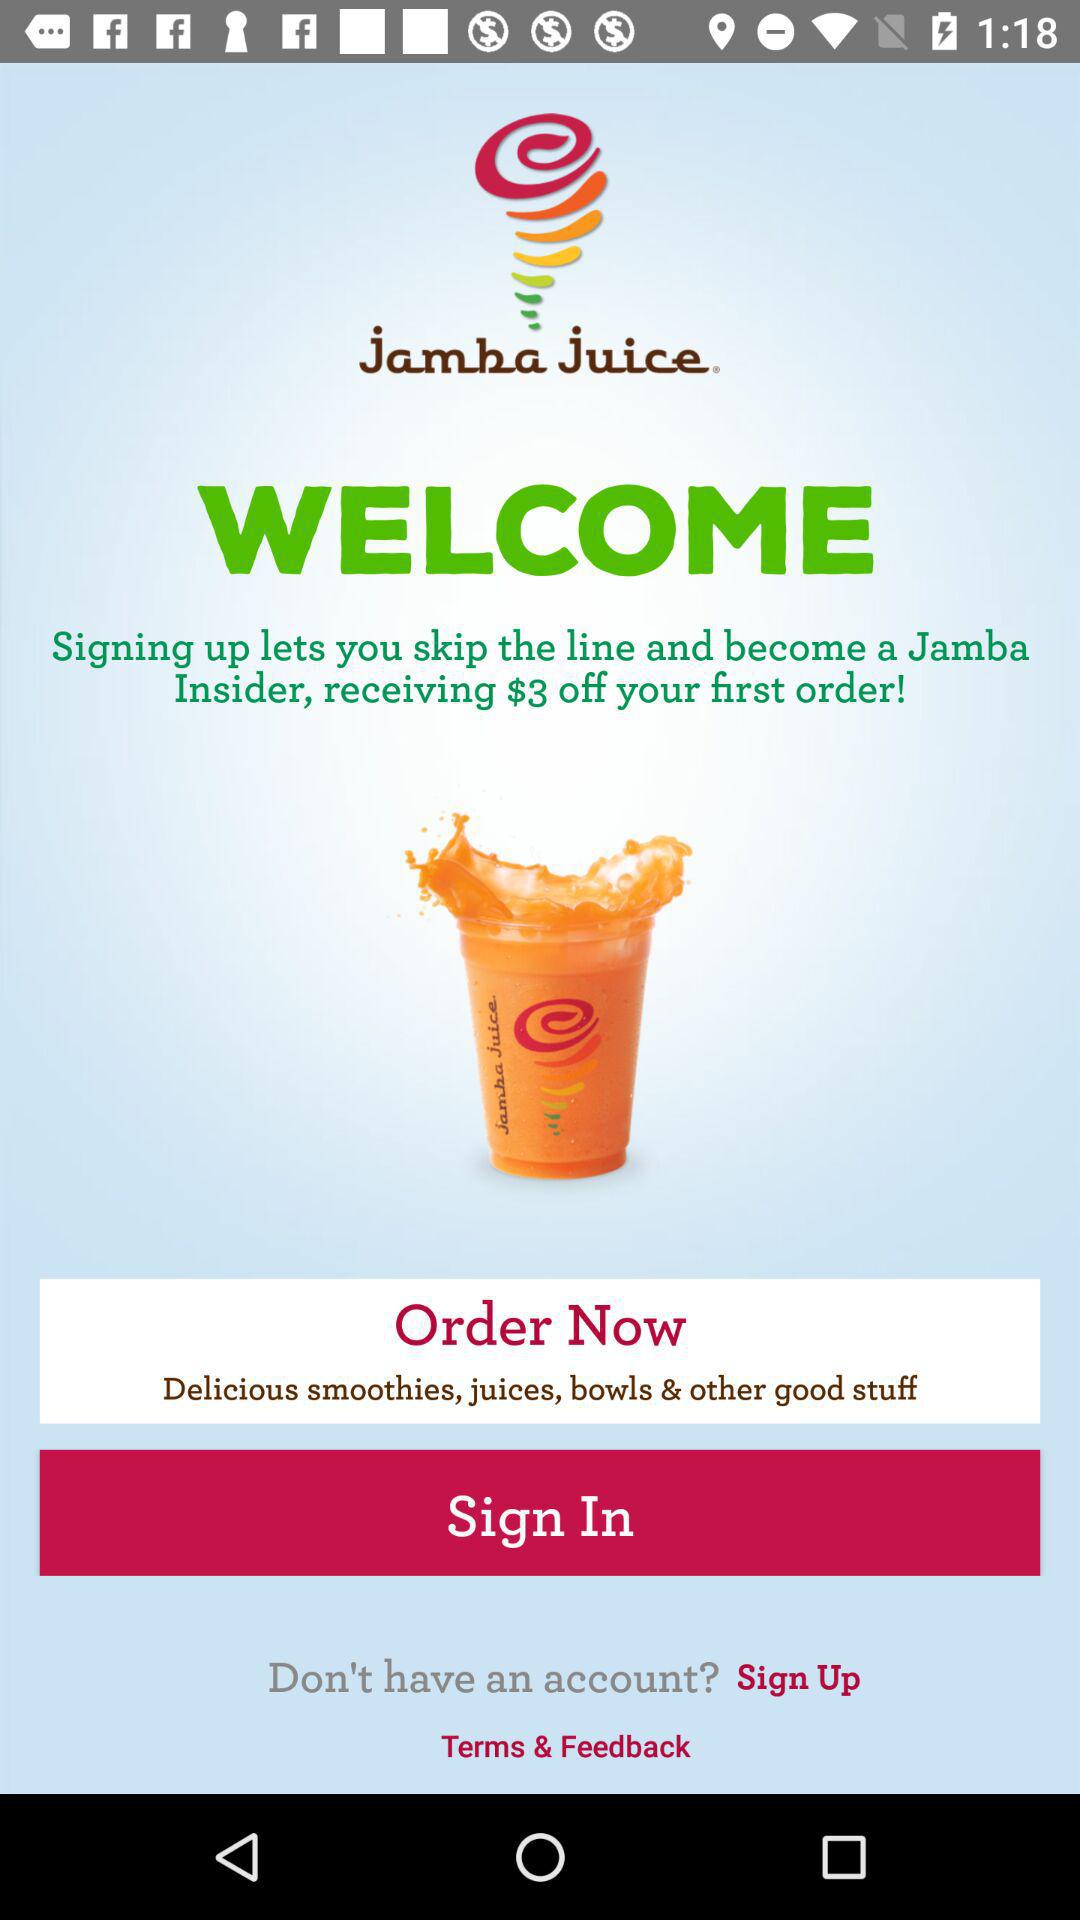 1:18
jamba juice®
WELCOME
Signing up lets you skip the line and become a Jamba
Insider, receiving $3 off your first order!
jamba juice
Order Now
Delicious smoothies, juices, bowls & other good stuff
Sign In
Don't have an account? Sign Up
Terms & Feedback